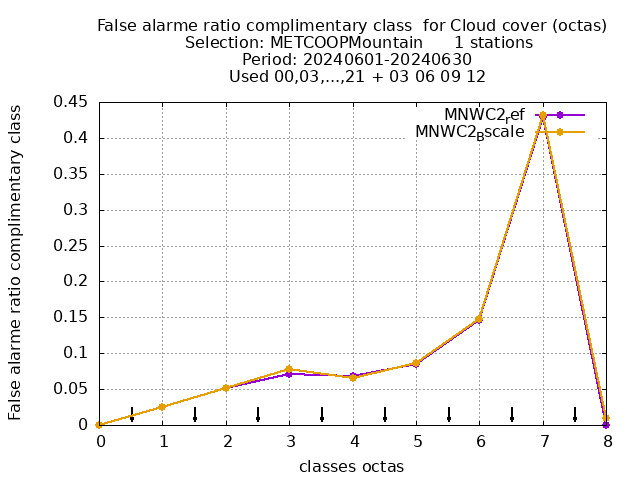 False alarme ratio complimentary class  for Cloud cover (octas)
Selection: METCOOPMountain      1 stations
Period: 20240601-20240630
Used 00,03,...,21 + 03 06 09 12
MNWC2ref
MNWC2Bscale
False alarme ratio complimentary class
0.45
0.4
0.35
0.3
0.25
0.2
0.15
0.1
0.05
0
0 1 2 3 4 5 6 7 8
classes octas